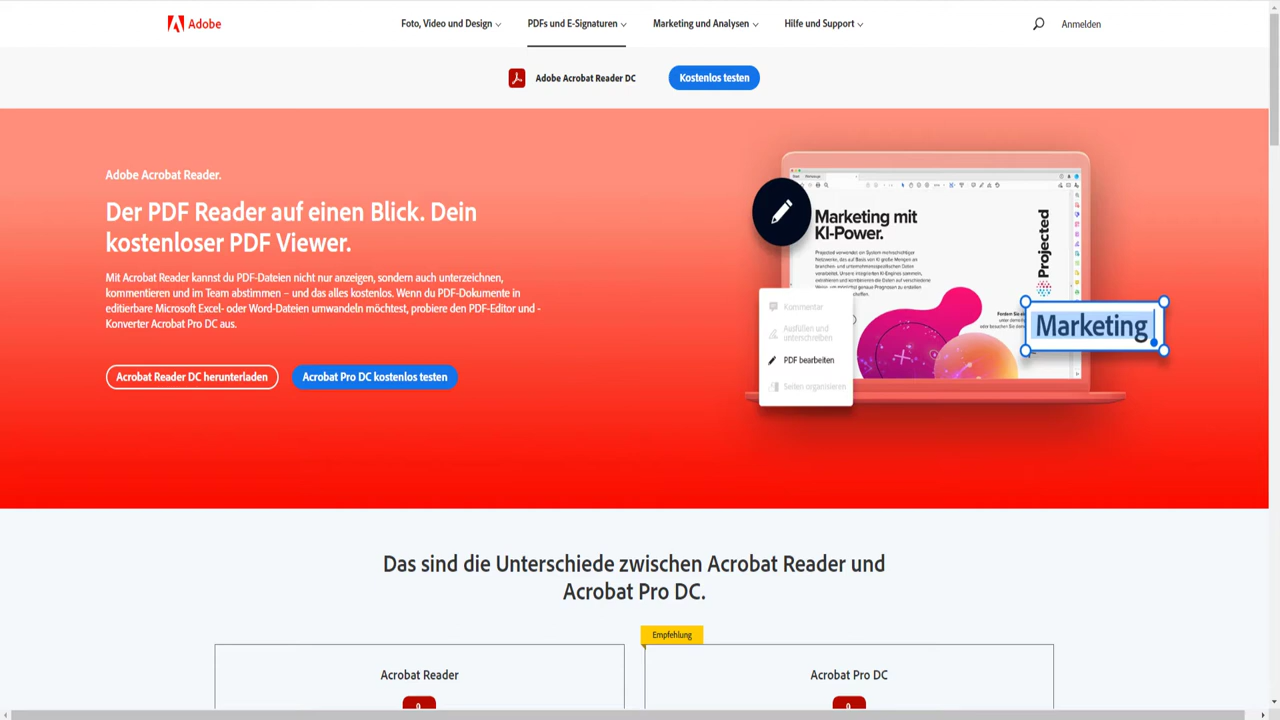 Adobe
Foto, Video und Design
PDFs und E-Signaturen
Marketing und Analysen
Hilfe und Support
Anmelden
Adobe Acrobat Reader DC
Kostenlos testen
Adobe Acrobat Reader.
Der PDF Reader auf einen Blick. Dein
kostenloser PDF Viewer.
Mit Acrobat Reader kannst du PDF-Dateien nicht nur anzeigen, sondern auch unterzeichnen,
kommentieren und im Team abstimmen – und das alles kostenlos. Wenn du PDF-Dokumente in
editierbare Microsoft Excel- oder Word-Dateien umwandeln möchtest, probiere den PDF-Editor und -
Konverter Acrobat Pro DC aus.
Acrobat Reader DC herunterladen
Acrobat Pro DC kostenlos testen
Marketing mit
KI-Power.
Projected
Kommentar
Ausfüllen und
unterschreiben
PDF bearbeiten
Seiten organisieren
Marketing
Das sind die Unterschiede zwischen Acrobat Reader und
Acrobat Pro DC.
Empfehlung
Acrobat Reader
Acrobat Pro DC